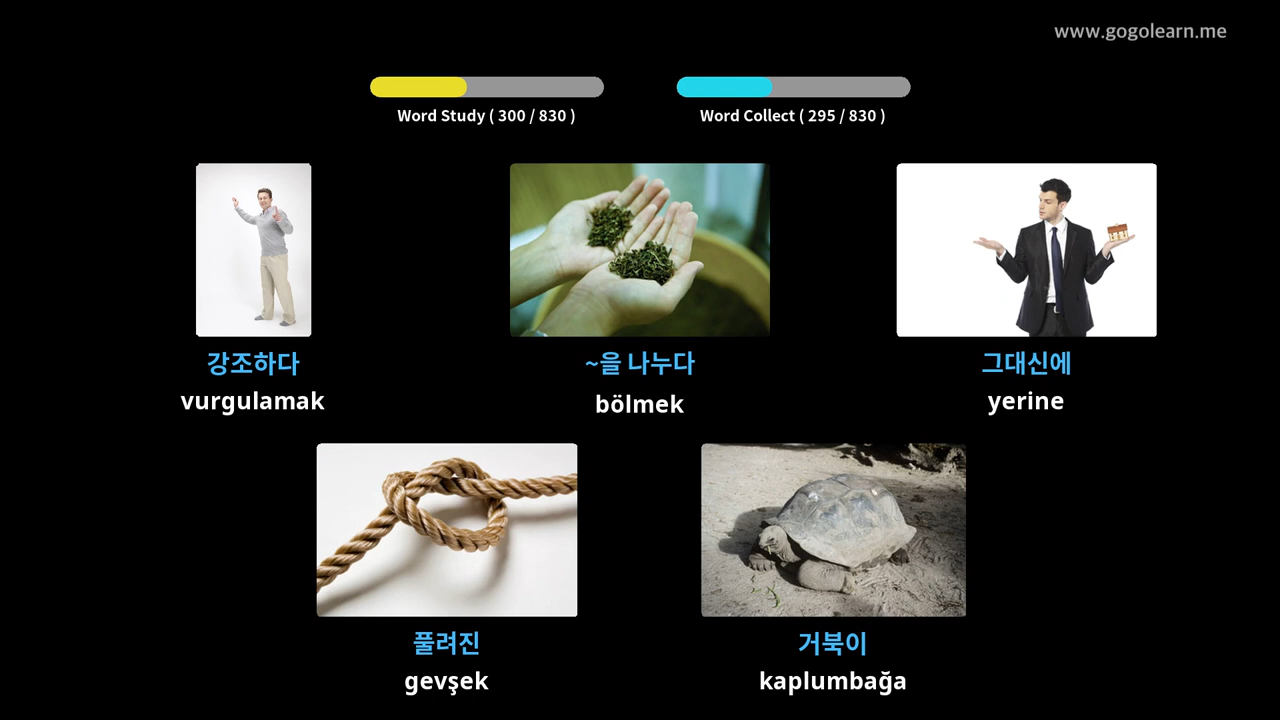 www.gogolearn.me
Word Study ( 300 / 830 )
Word Collect ( 295 / 830 )
강조하다
vurgulamak
~을 나누다
bölmek
그대신에
yerine
풀려진
gevşek
거북이
kaplumbağa